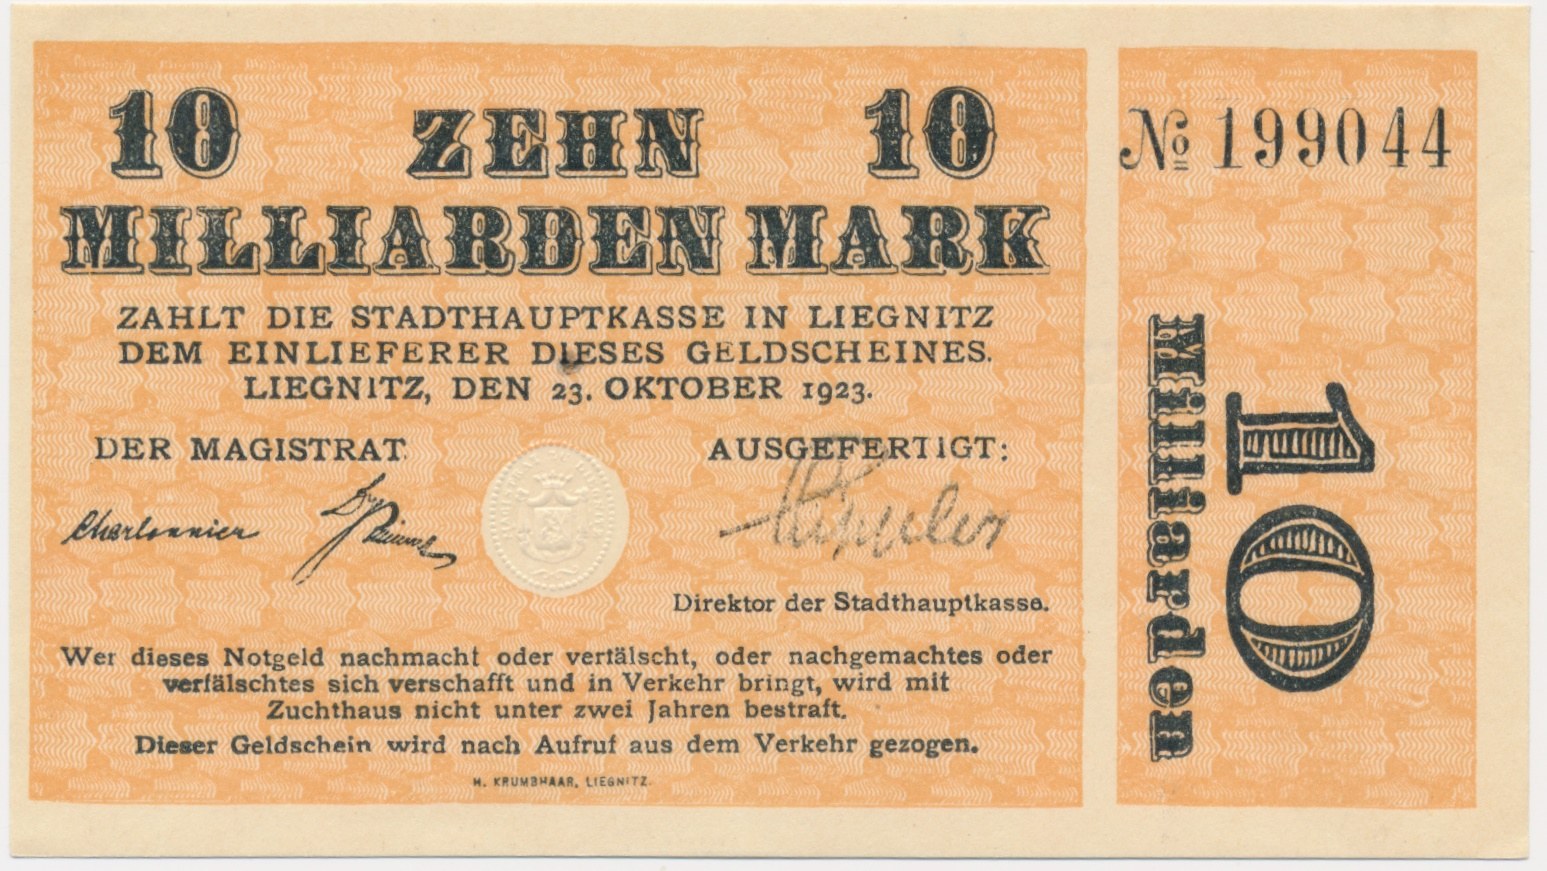 10 ZEHN 10
MILLIARDEN MARK
ZAHLT DIE STADTHAUPTKASSE IN LIEGNITZ
DEM EINLIEFERER DIESES GELDSCHEINES.
LIEGNITZ, DEN 23. OKTOBER 1923.
DER MAGISTRAT
AUSGEFERTIGT:
Charbonnier
Direktor der Stadthauptkasse.
Wer dieses Notgeld nachmacht oder verfälscht, oder nachgemachtes oder
verfälschtes sich verschafft und in Verkehr bringt, wird mit
Zuchthaus nicht unter zwei Jahren bestraft.
Dieser Geldschein wird nach Aufruf aus dem Verkehr gezogen.
H. KRUMBHAAR, LIEGNITZ.
№ 199044
10
Milliarden